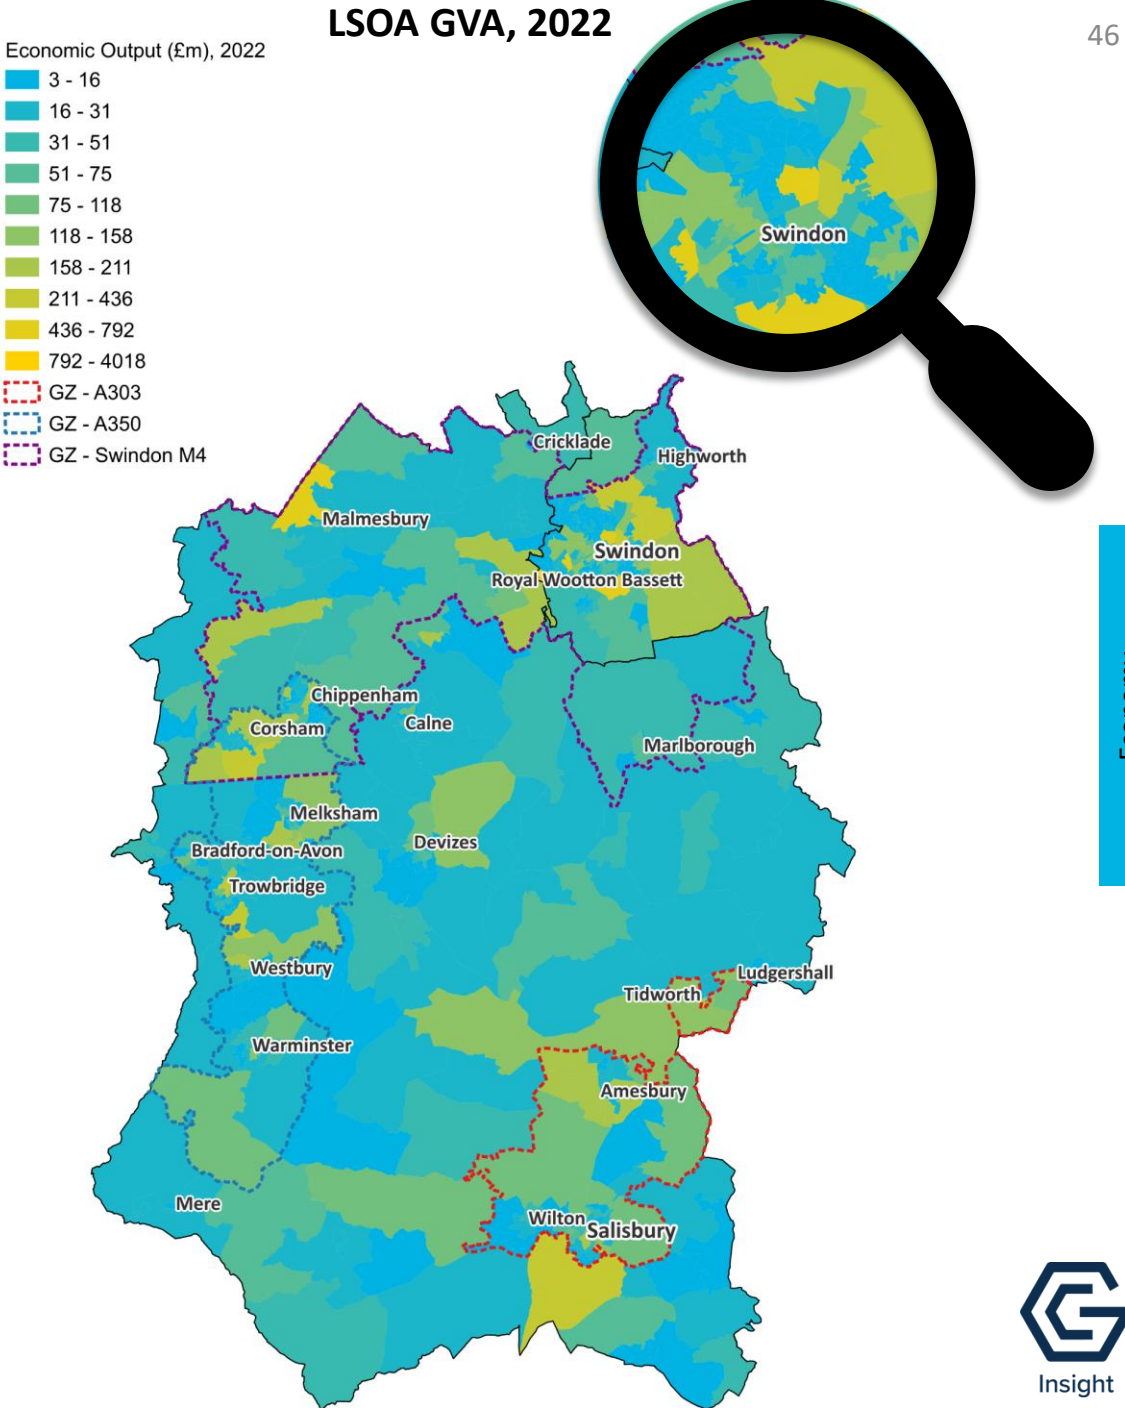 LSOA GVA, 2022
46
Economic Output (£m), 2022
3 - 16
16 - 31
31 - 51
51 - 75
75 - 118
118 - 158
158 - 211
211 - 436
436 - 792
792 - 4018
GZ - A303
GZ - A350
GZ - Swindon M4
Swindon
Cricklade
Highworth
Malmesbury
Swindon
Royal Wootton Bassett
Chippenham
Calne
Corsham
Marlborough
Melksham
Devizes
Bradford-on-Avon
Trowbridge
Westbury
Ludgershall
Tidworth
Warminster
Amesbury
Mere
Wilton
Salisbury
Insight